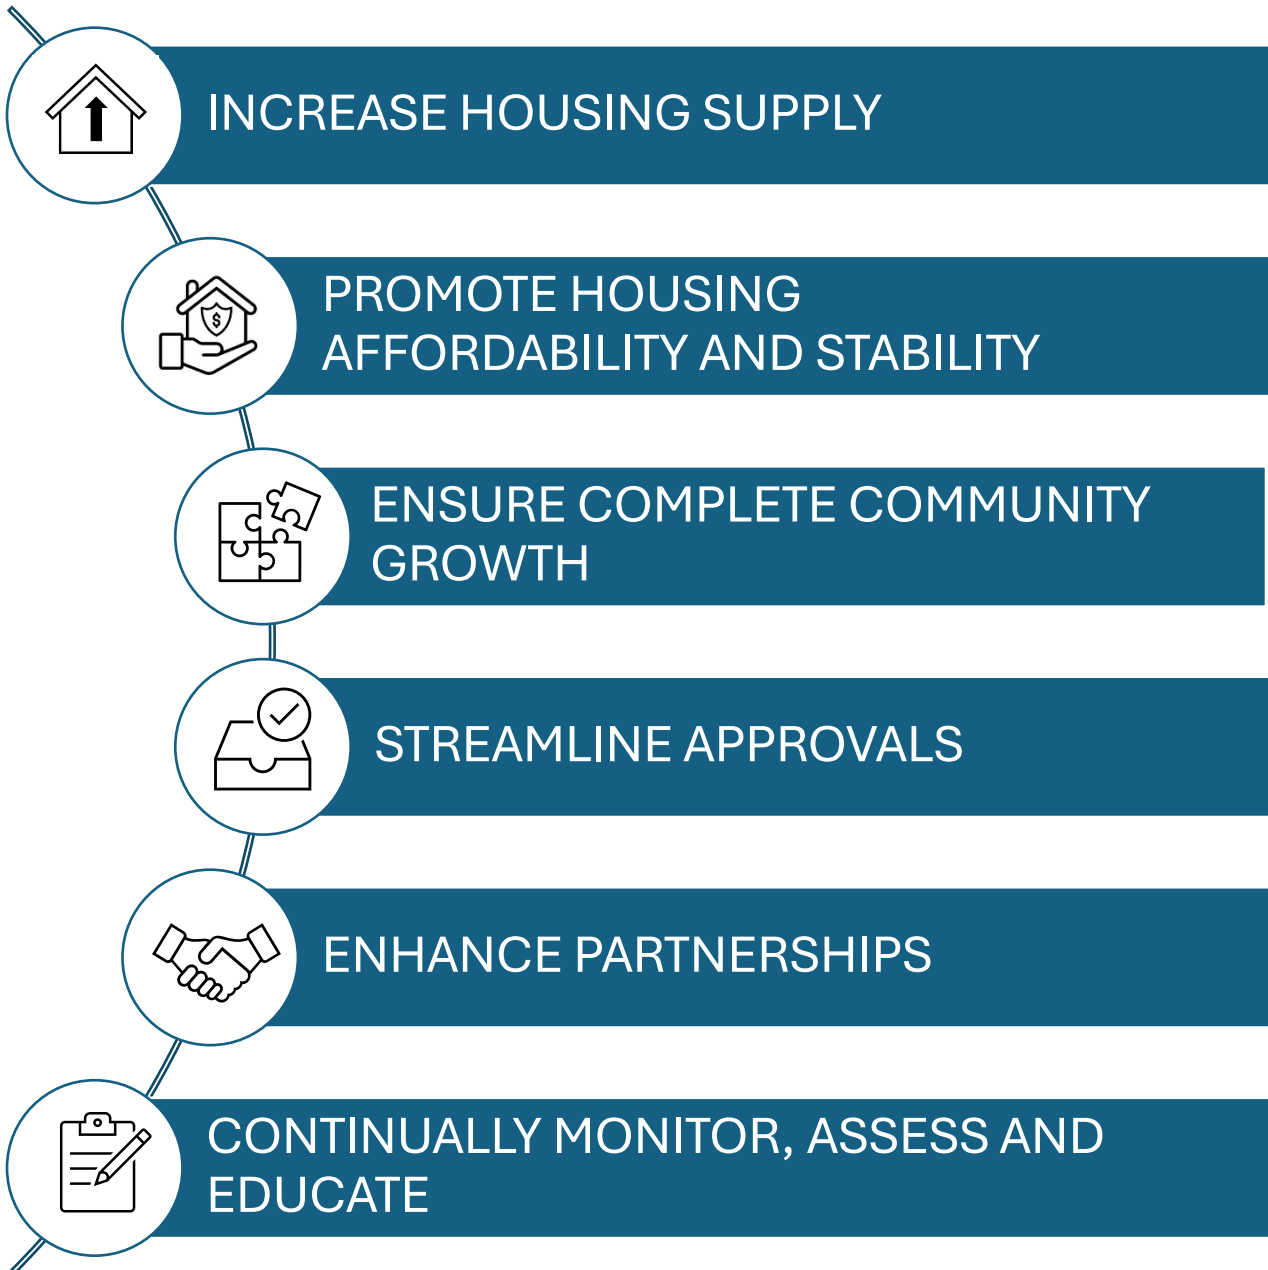 INCREASE HOUSING SUPPLY
$
PROMOTE HOUSING
AFFORDABILITY AND STABILITY
ENSURE COMPLETE COMMUNITY
GROWTH
STREAMLINE APPROVALS
ENHANCE PARTNERSHIPS
CONTINUALLY MONITOR, ASSESS AND
EDUCATE